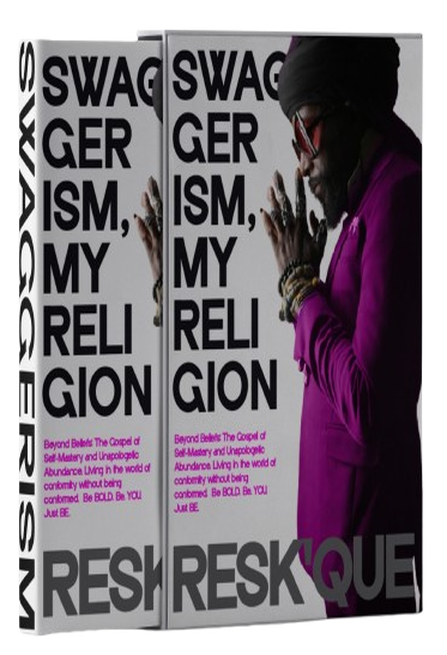 SWAGGERISM
SWAG
GER
ISM,
MY
RELI
GION
Beyond Beliefs: The Gospel of
Self-Mastery and Unapologetic
Abundance. Living in the world of
conformity without being
conformed. Be BOLD. Be. YOU.
Just BE.
RESK
SWAG
GER
ISM,
MY
RELI
GION
Beyond Beliefs: The Gospel of
Self-Mastery and Unapologetic
Abundance. Living in the world of
conformity without being
conformed. Be BOLD. Be. YOU.
Just BE.
RESK'QUE